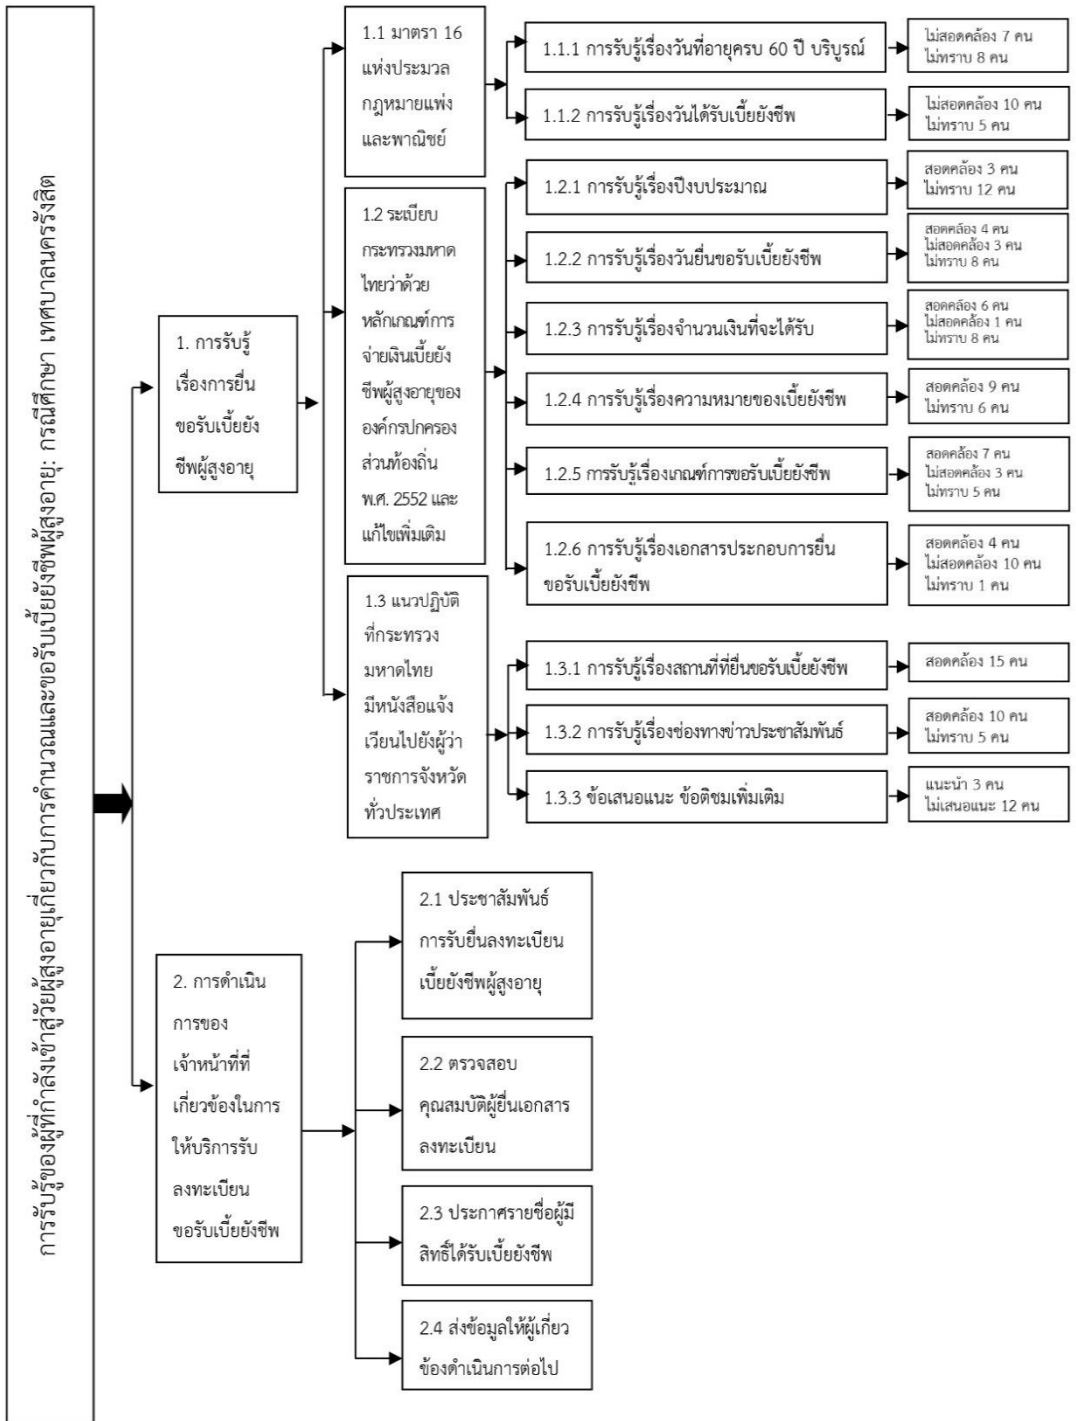 การรับรู้ของผู้ที่กำลังเข้าสู่วัยผู้สูงอายุเกี่ยวกับการคำนวณและขอรับเบี้ยยังชีพผู้สูงอายุ: กรณีศึกษา เทศบาลนครรังสิต
1. การรับรู้
เรื่องการยื่น
ขอรับเบี้ยยัง
ชีพผู้สูงอายุ
1.1 มาตรา 16
แห่งประมวล
กฎหมายแพ่ง
และพาณิชย์
1.1.1 การรับรู้เรื่องวันที่อายุครบ 60 ปี บริบูรณ์
ไม่สอดคล้อง 7 คน
ไม่ทราบ 8 คน
1.1.2 การรับรู้เรื่องวันได้รับเบี้ยยังชีพ
ไม่สอดคล้อง 10 คน
ไม่ทราบ 5 คน
1.2 ระเบียบ
กระทรวงมหาด
ไทยว่าด้วย
หลักเกณฑ์การ
จ่ายเงินเบี้ยยัง
ชีพผู้สูงอายุของ
องค์กรปกครอง
ส่วนท้องถิ่น
พ.ศ. 2552 และ
แก้ไขเพิ่มเติม
1.2.1 การรับรู้เรื่องปีงบประมาณ
สอดคล้อง 3 คน
ไม่ทราบ 12 คน
1.2.2 การรับรู้เรื่องวันยื่นขอรับเบี้ยยังชีพ
สอดคล้อง 4 คน
ไม่สอดคล้อง 3 คน
ไม่ทราบ 8 คน
1.2.3 การรับรู้เรื่องจำนวนเงินที่จะได้รับ
สอดคล้อง 6 คน
ไม่สอดคล้อง 1 คน
ไม่ทราบ 8 คน
1.2.4 การรับรู้เรื่องความหมายของเบี้ยยังชีพ
สอดคล้อง 9 คน
ไม่ทราบ 6 คน
1.2.5 การรับรู้เรื่องเกณฑ์การขอรับเบี้ยยังชีพ
สอดคล้อง 7 คน
ไม่สอดคล้อง 3 คน
ไม่ทราบ 5 คน
1.2.6 การรับรู้เรื่องเอกสารประกอบการยื่น
ขอรับเบี้ยยังชีพ
สอดคล้อง 4 คน
ไม่สอดคล้อง 10 คน
ไม่ทราบ 1 คน
1.3 แนวปฏิบัติ
ที่กระทรวง
มหาดไทย
มีหนังสือแจ้ง
เวียนไปยังผู้ว่า
ราชการจังหวัด
ทั่วประเทศ
1.3.1 การรับรู้เรื่องสถานที่ที่ยื่นขอรับเบี้ยยังชีพ
สอดคล้อง 15 คน
1.3.2 การรับรู้เรื่องช่องทางข่าวประชาสัมพันธ์
สอดคล้อง 10 คน
ไม่ทราบ 5 คน
1.3.3 ข้อเสนอแนะ ข้อติชมเพิ่มเติม
แนะนำ 3 คน
ไม่เสนอแนะ 12 คน
2. การดำเนิน
การของ
เจ้าหน้าที่ที่
เกี่ยวข้องในการ
ให้บริการรับ
ลงทะเบียน
ขอรับเบี้ยยังชีพ
2.1 ประชาสัมพันธ์
การรับยื่นลงทะเบียน
เบี้ยยังชีพผู้สูงอายุ
2.2 ตรวจสอบ
คุณสมบัติผู้ยื่นเอกสาร
ลงทะเบียน
2.3 ประกาศรายชื่อผู้มี
สิทธิ์ได้รับเบี้ยยังชีพ
2.4 ส่งข้อมูลให้ผู้เกี่ยว
ข้องดำเนินการต่อไป